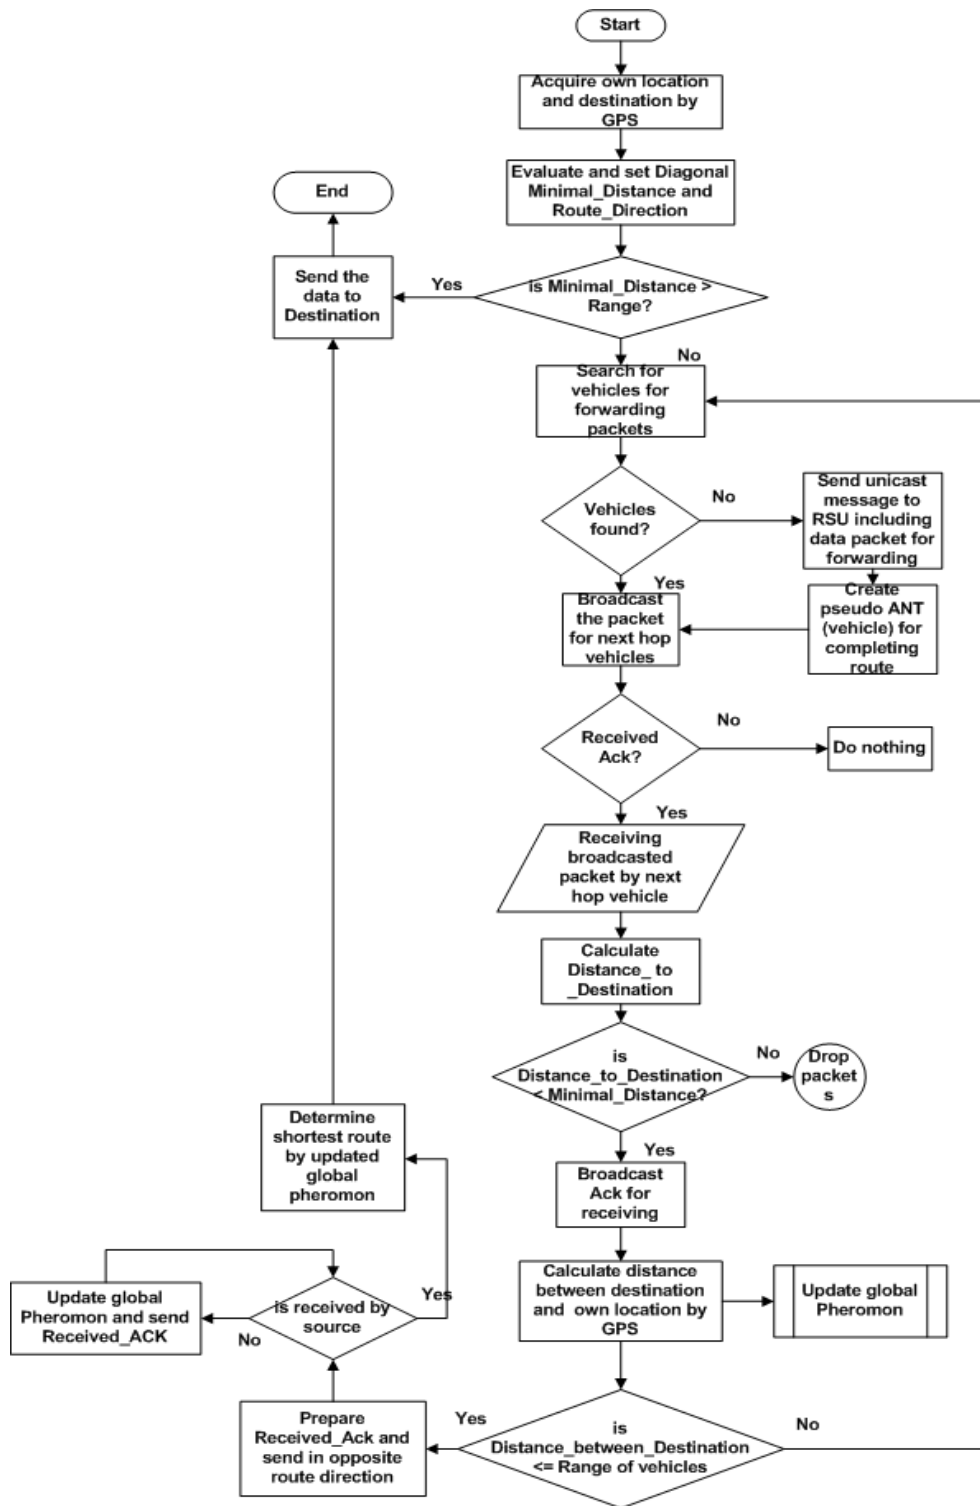 Start
Acquire own location
and destination by
GPS
Evaluate and set Diagonal
Minimal_Distance and
Route_Direction
End
Send the
data to
Destination
Yes
is Minimal_Distance >
Range?
No
Search for
vehicles for
forwarding
packets
Vehicles
found?
No
Send unicast
message to
RSU including
data packet for
forwarding
Yes
Create
pseudo ANT
(vehicle) for
completing
route
Broadcast
the packet
for next hop
vehicles
Received
Ack?
No
Do nothing
Yes
Receiving
broadcasted
packet by next
hop vehicle
Calculate
Distance_ to
_Destination
is
Distance_to_Destination
< Minimal_Distance?
No
Drop
packet
s
Yes
Broadcast
Ack for
receiving
Calculate distance
between destination
and own location by
GPS
Update global
Pheromon
is
Distance_between_Destination
<= Range of vehicles
No
Yes
Prepare
Received_Ack and
send in opposite
route direction
is received by
source
No
Update global
Pheromon and send
Received_ACK
Yes
Determine
shortest route
by updated
global
pheromon